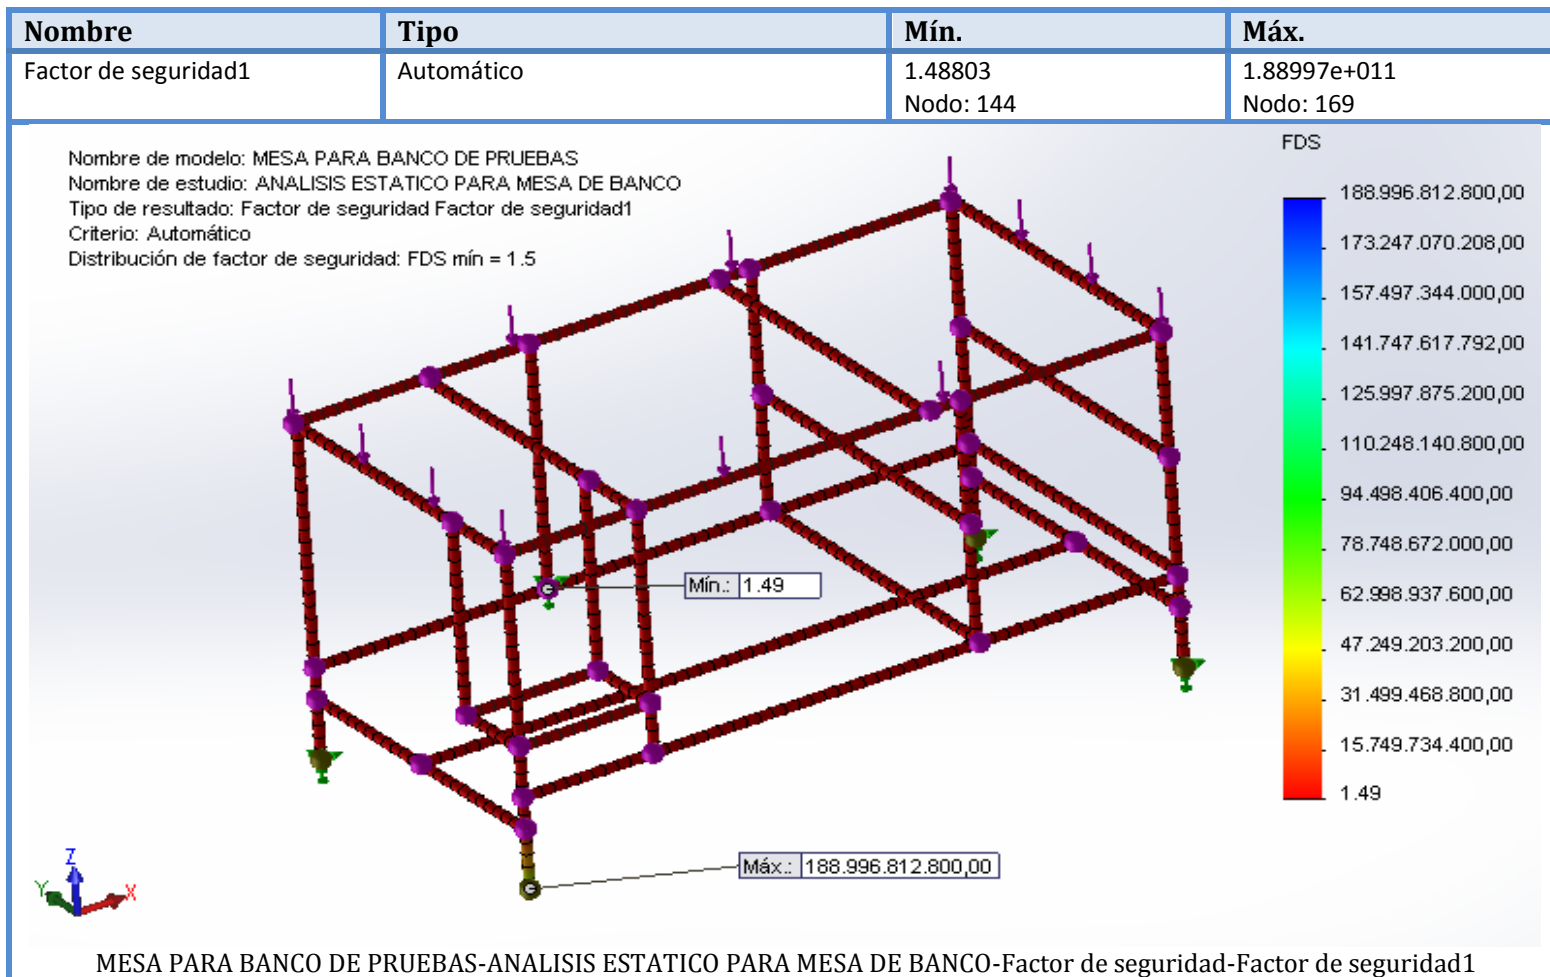 Nombre Tipo Mín. Máx.
Factor de seguridad1 Automático 1.48803 1.88997e+011
Nodo: 144 Nodo: 169
Nombre de modelo: MESA PARA BANCO DE PRUEBAS
Nombre de estudio: ANALISIS ESTATICO PARA MESA DE BANCO
Tipo de resultado: Factor de seguridad Factor de seguridad1
Criterio: Automático
Distribución de factor de seguridad: FDS mín = 1.5
FDS
188.996.812.800,00
173.247.070.208,00
157.497.344.000,00
141.747.617.792,00
125.997.875.200,00
110.248.140.800,00
94.498.406.400,00
78.748.672.000,00
62.998.937.600,00
47.249.203.200,00
31.499.468.800,00
15.749.734.400,00
1.49
Mín.: 1.49
Máx.: 188.996.812.800,00
Z
Y
X
MESA PARA BANCO DE PRUEBAS-ANALISIS ESTATICO PARA MESA DE BANCO-Factor de seguridad-Factor de seguridad1